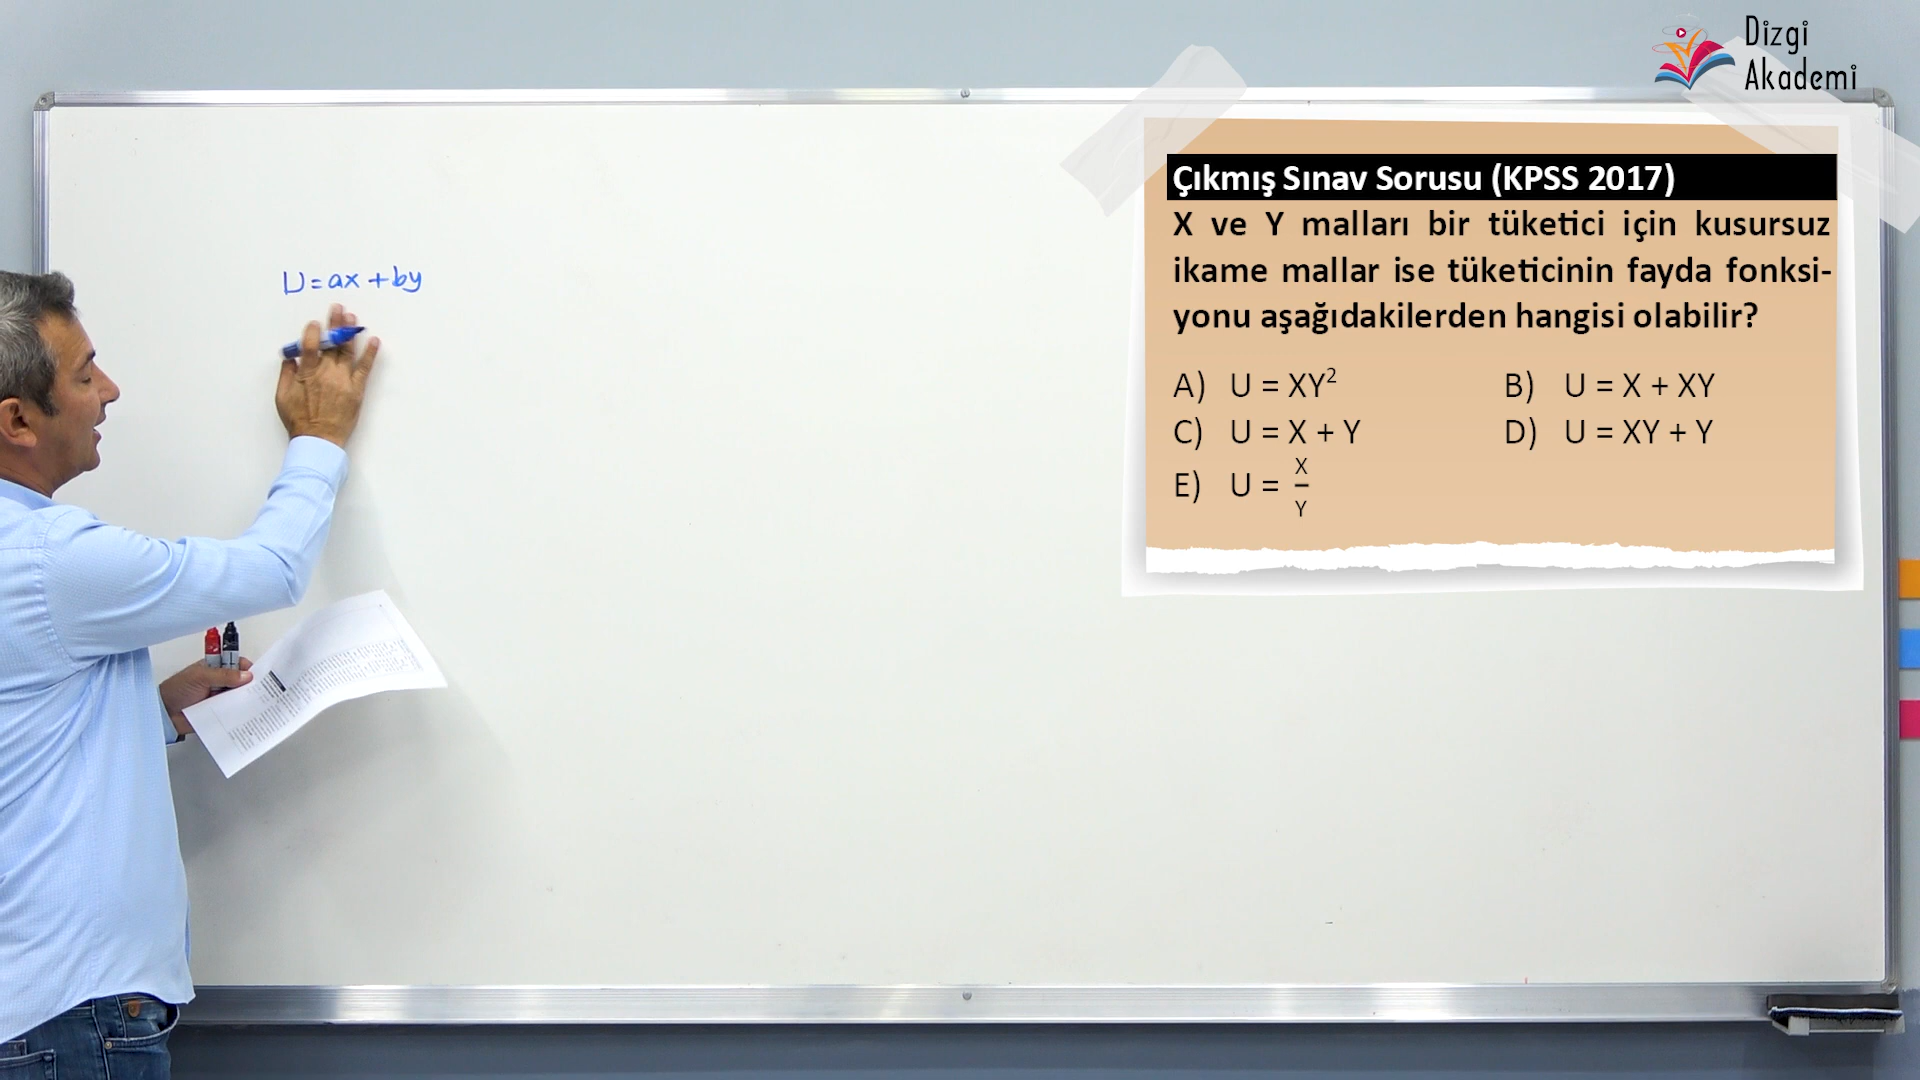 Dizgi
Akademi
U=ax+by
Çıkmış Sınav Sorusu (KPSS 2017)
X ve Y malları bir tüketici için kusursuz
ikame mallar ise tüketicinin fayda fonksi-
yonu aşağıdakilerden hangisi olabilir?
A) U = XY² B) U = X + XY
C) U = X + Y D) U = XY + Y
E) U = X/Y